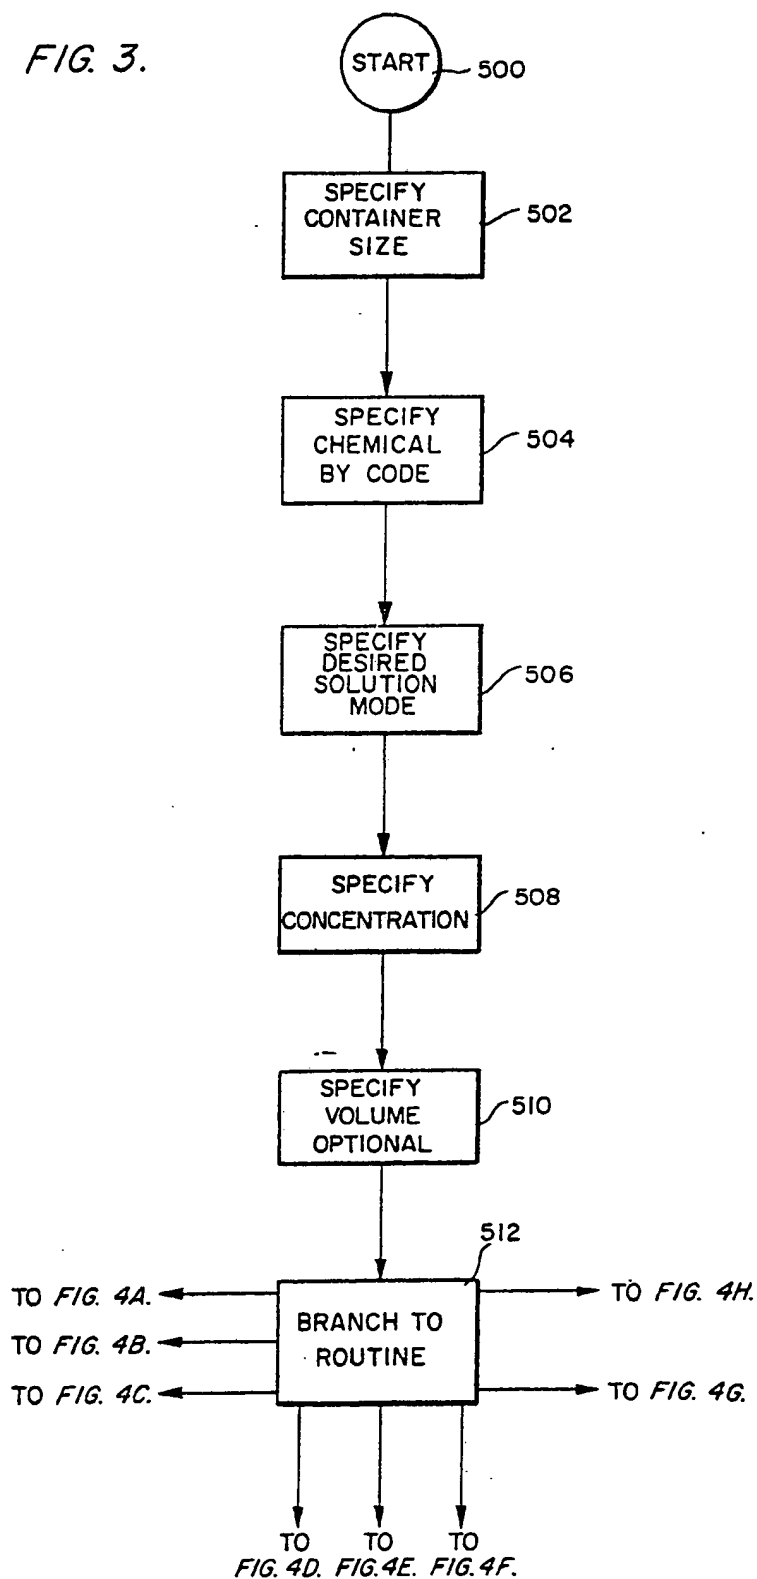 FIG. 3.
START
500
SPECIFY
CONTAINER
SIZE
502
SPECIFY
CHEMICAL
BY CODE
504
SPECIFY
DESIRED
SOLUTION
MODE
506
SPECIFY
CONCENTRATION
508
SPECIFY
VOLUME
OPTIONAL
510
512
BRANCH TO
ROUTINE
TO FIG. 4A.
TO FIG. 4B.
TO FIG. 4C.
TO FIG. 4H.
TO FIG. 4G.
TO
FIG. 4D.
TO
FIG. 4E.
TO
FIG. 4F.